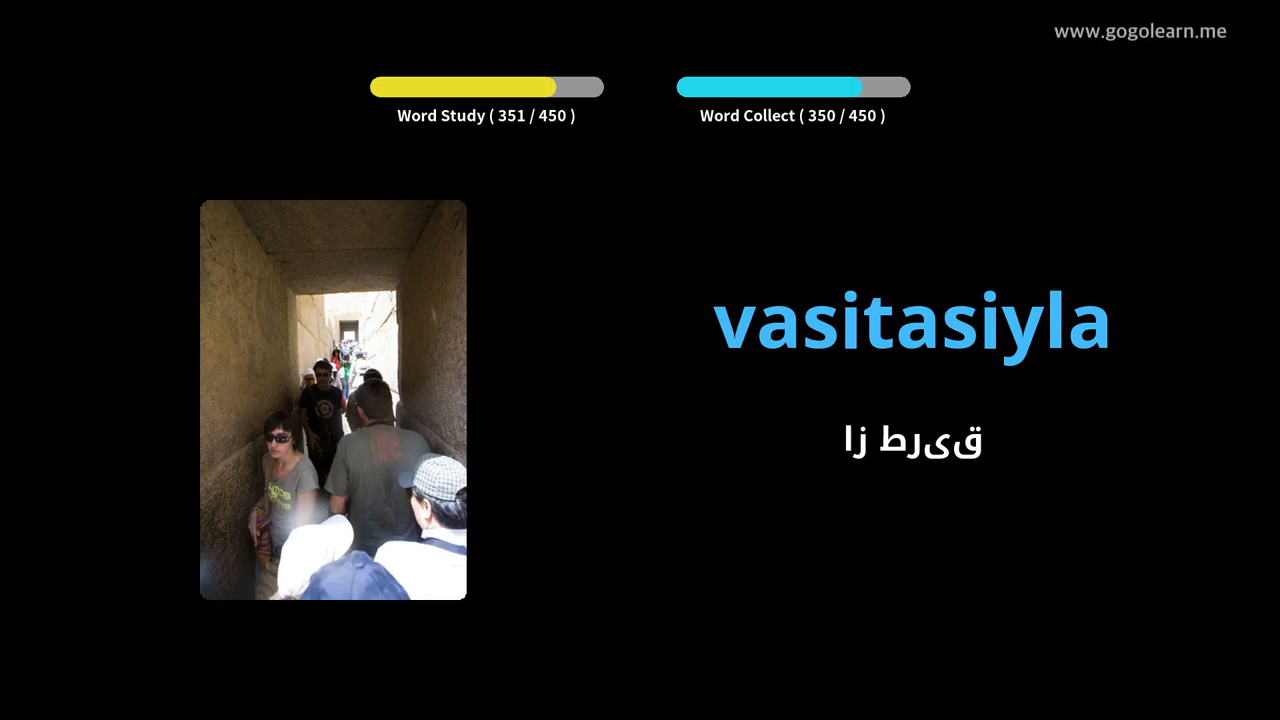 www.gogolearn.me
Word Study ( 351 / 450 )
Word Collect ( 350 / 450 )
vasitasiyla
از طریق